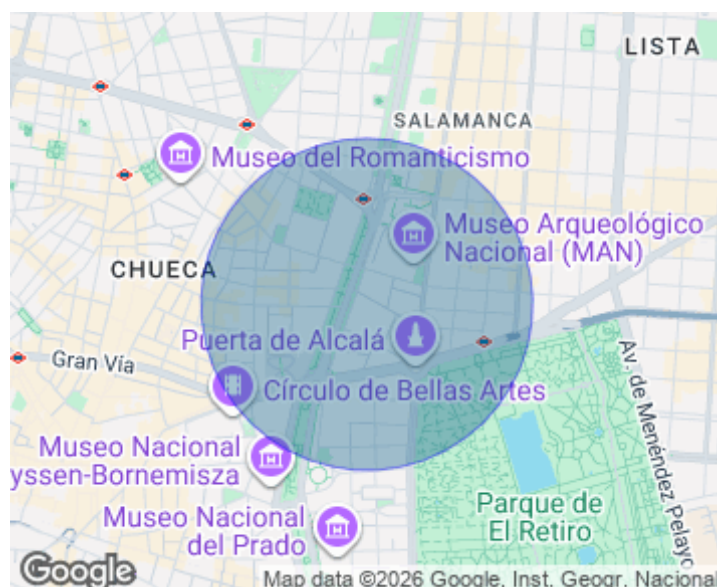 LISTA
SALAMANCA
Museo del Romanticismo
Museo Arqueológico
Nacional (MAN)
CHUECA
Puerta de Alcalá
Gran Vía
Círculo de Bellas Artes
Av. de Menéndez Pelayo
Museo Nacional
yssen-Bornemisza
Parque de
El Retiro
Museo Nacional
del Prado
Google
Map data ©2026 Google, Inst. Geogr. Nacional